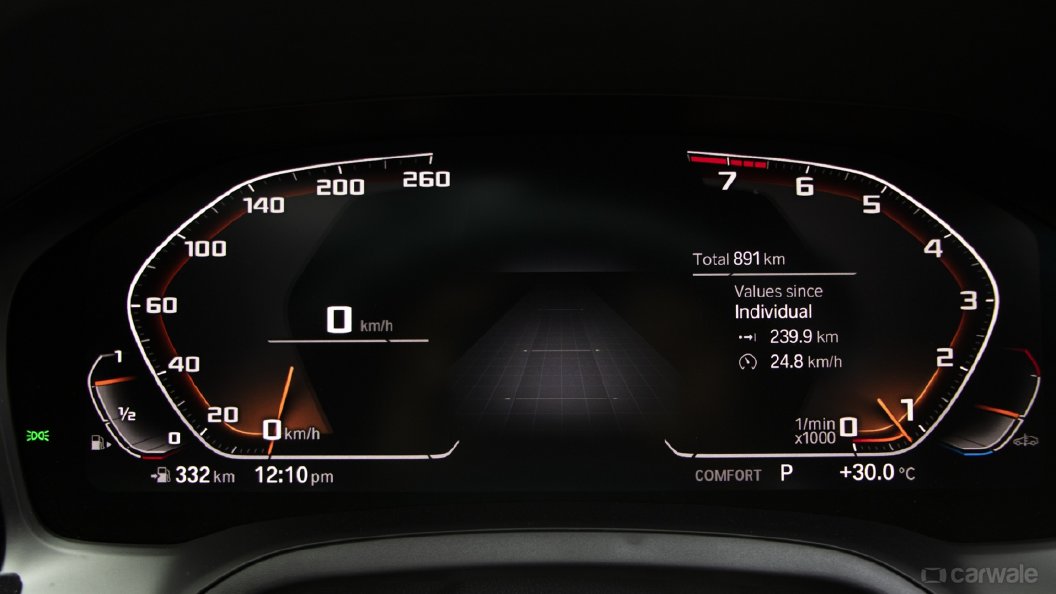 260
200
140
100
60
40
20
0 km/h
0 km/h
1
½
0
332 km
12:10 pm
7
6
5
4
3
2
1
0
1/min
x1000
Total 891 km
Values since
Individual
239.9 km
24.8 km/h
COMFORT P +30.0 °C
carwale